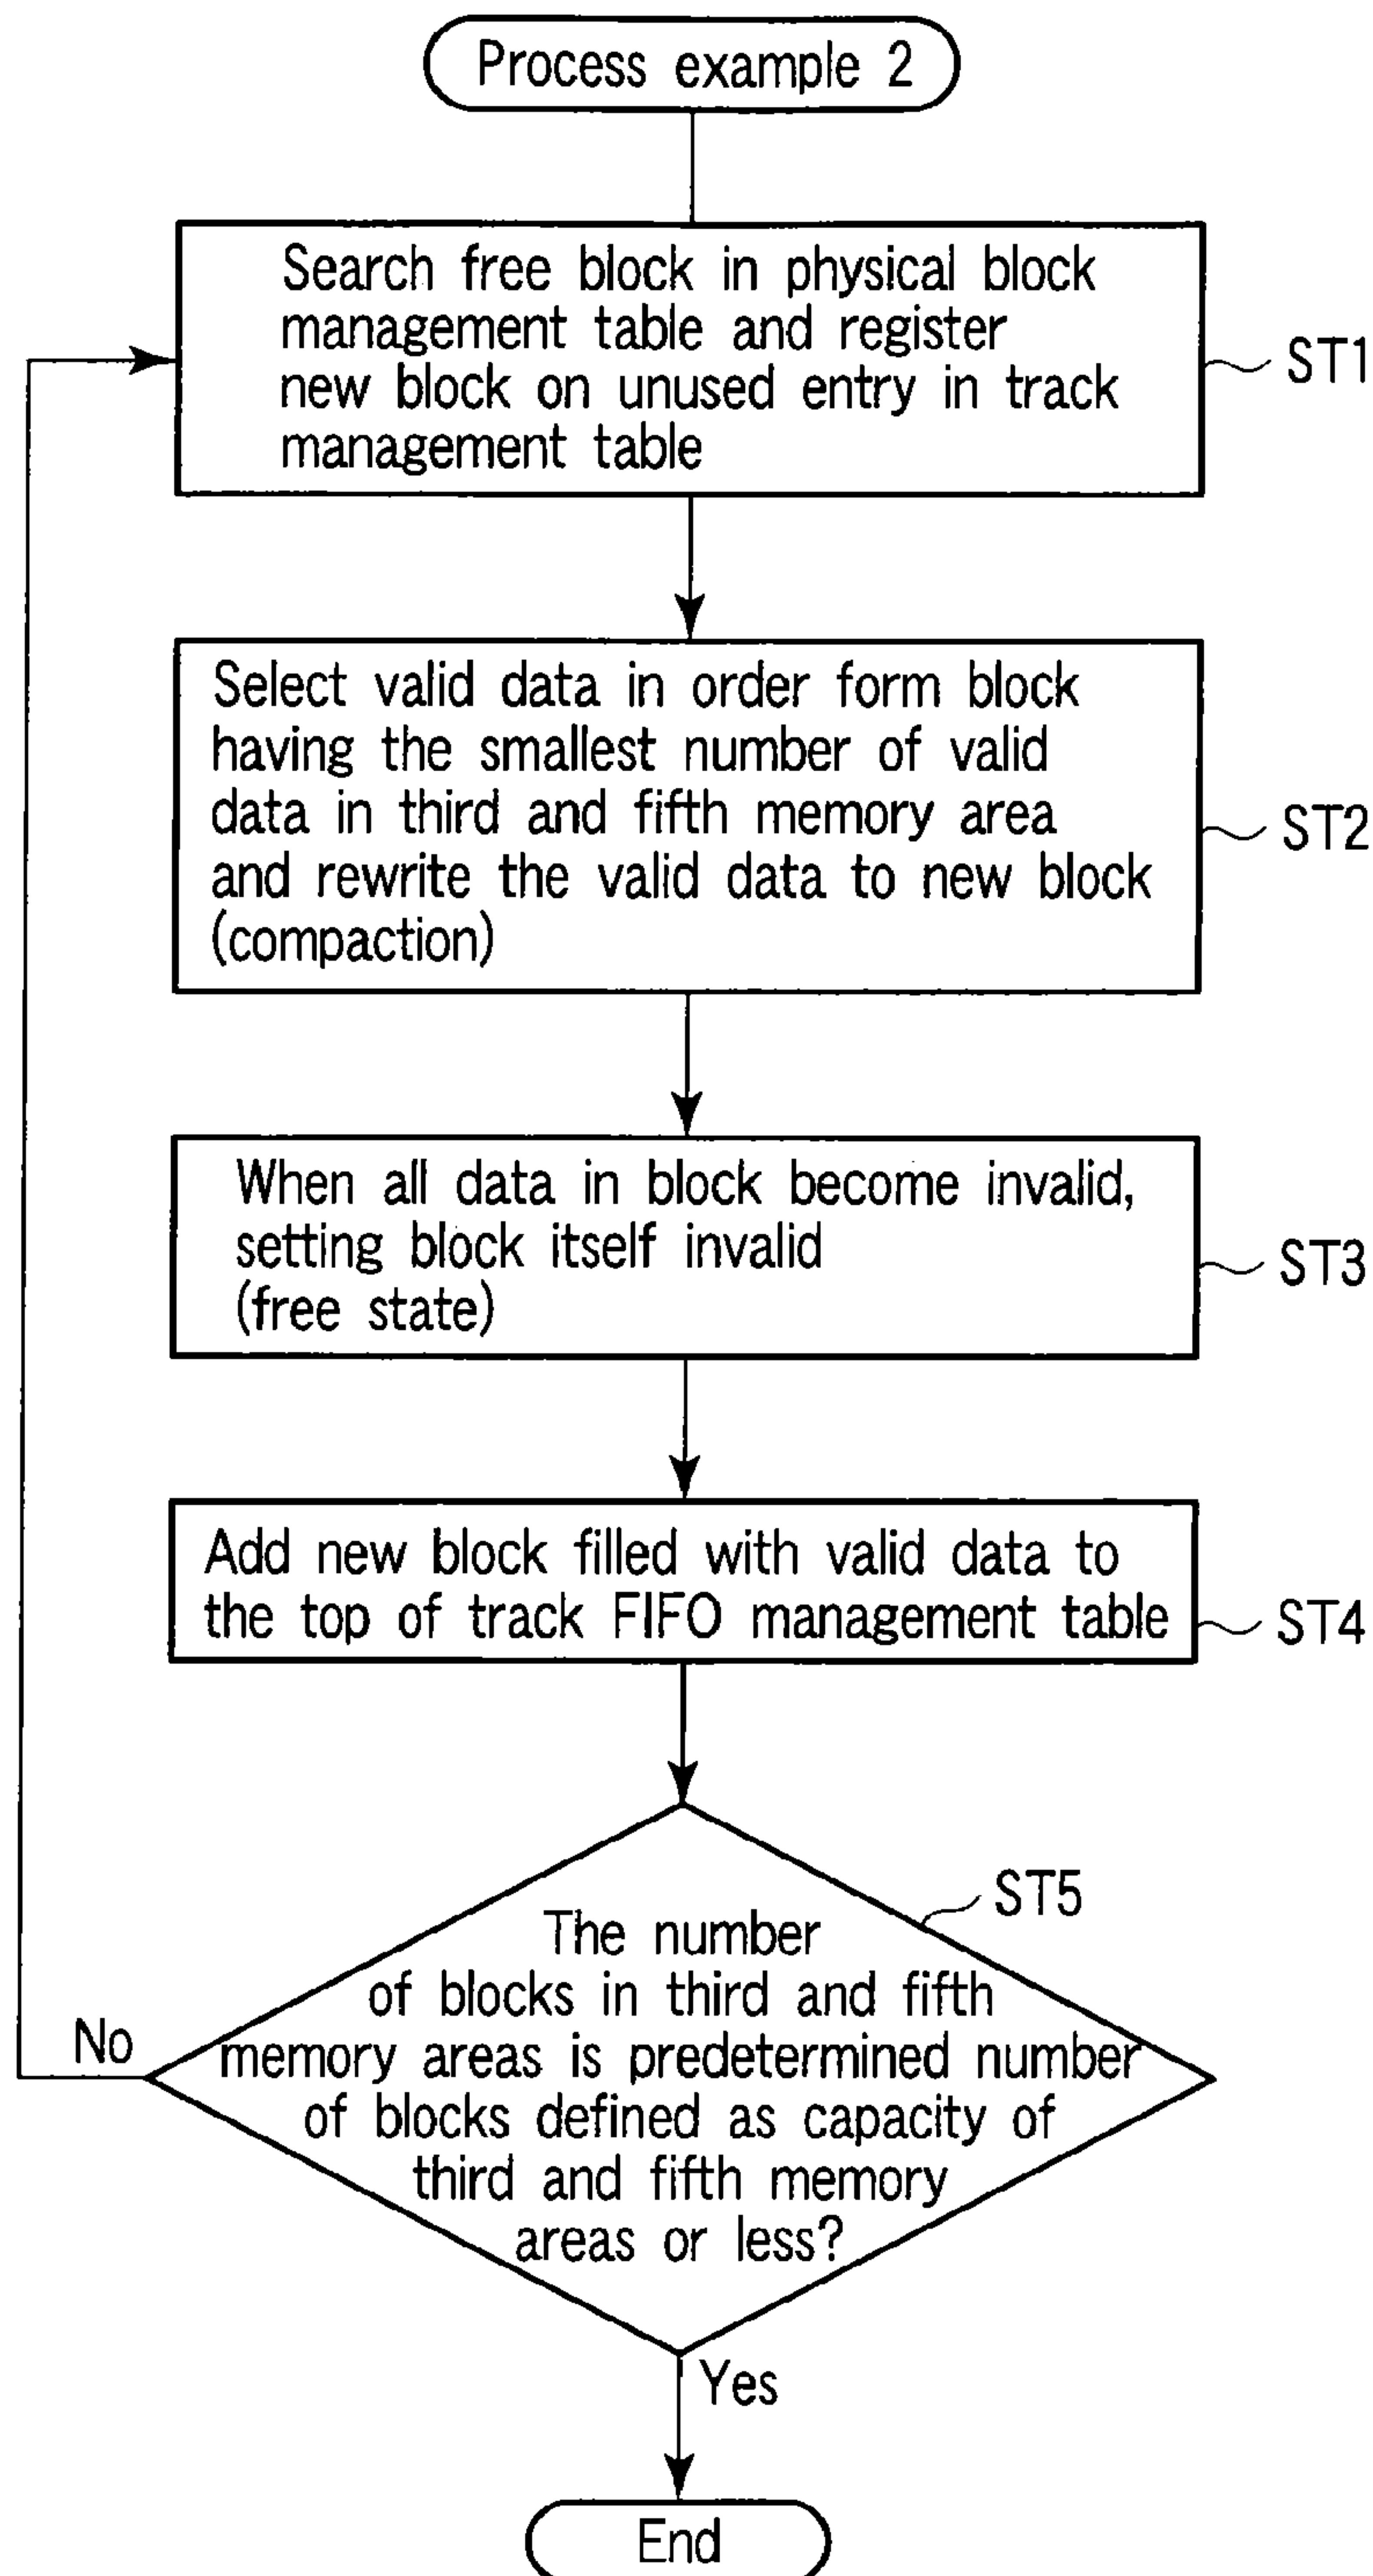 Process example 2
Search free block in physical block
management table and register
new block on unused entry in track
management table
ST1
Select valid data in order form block
having the smallest number of valid
data in third and fifth memory area
and rewrite the valid data to new block
(compaction)
ST2
When all data in block become invalid,
setting block itself invalid
(free state)
ST3
Add new block filled with valid data to
the top of track FIFO management table
ST4
ST5
The number
of blocks in third and fifth
memory areas is predetermined number
of blocks defined as capacity of
third and fifth memory
areas or less?
No
Yes
End